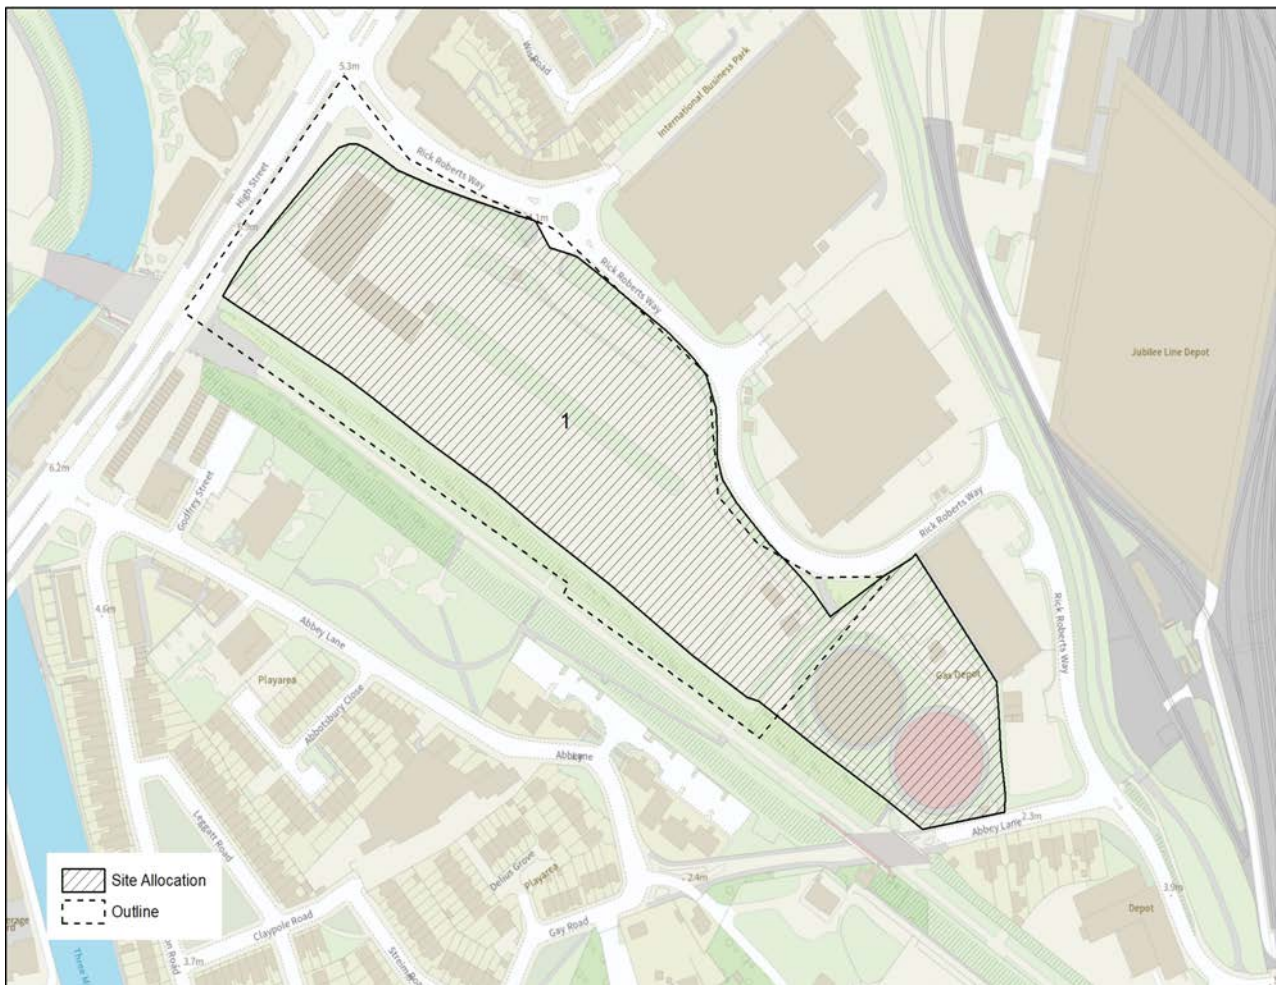 5.3m
Wise Road
International Business Park
Rick Roberts Way
High Street
Rick Roberts Way
Jubilee Line Depot
1
6.2m
Godfrey Street
Rick Roberts Way
4.6m
Abbey Lane
Rick Roberts Way
Playarea
Abbotsbury Close
Gas Depot
Abbey Lane
2.3m
Leggatt Road
Abbey Lane
Delius Grove
Playarea
2.4m
3.9m
Depot
Site Allocation
Outline
Claypole Road
Gay Road
3.7m